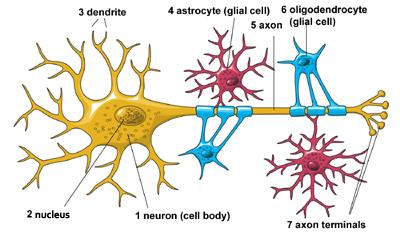 3 dendrite
4 astrocyte (glial cell)
5 axon
6 oligodendrocyte
(glial cell)
2 nucleus
1 neuron (cell body)
7 axon terminals